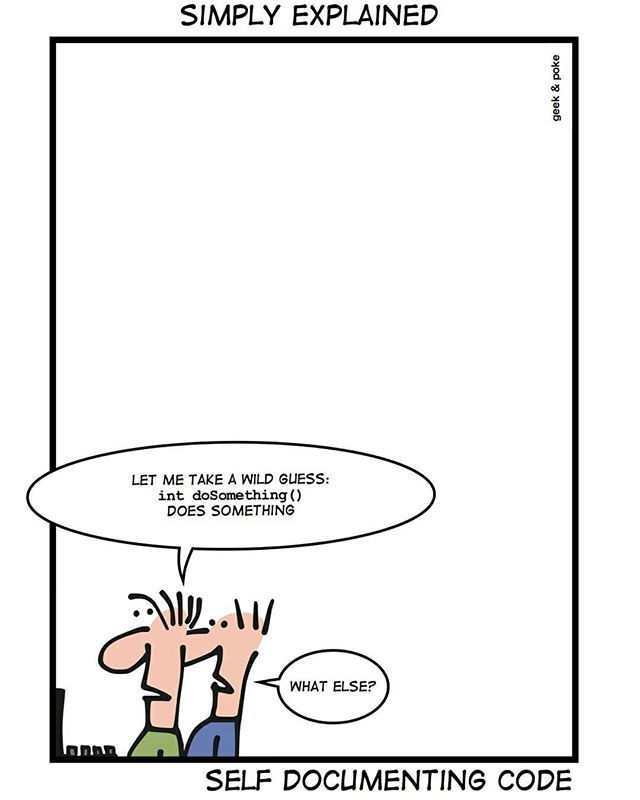 SIMPLY EXPLAINED
geek & poke
LET ME TAKE A WILD GUESS:
int doSomething()
DOES SOMETHING
WHAT ELSE?
SELF DOCUMENTING CODE